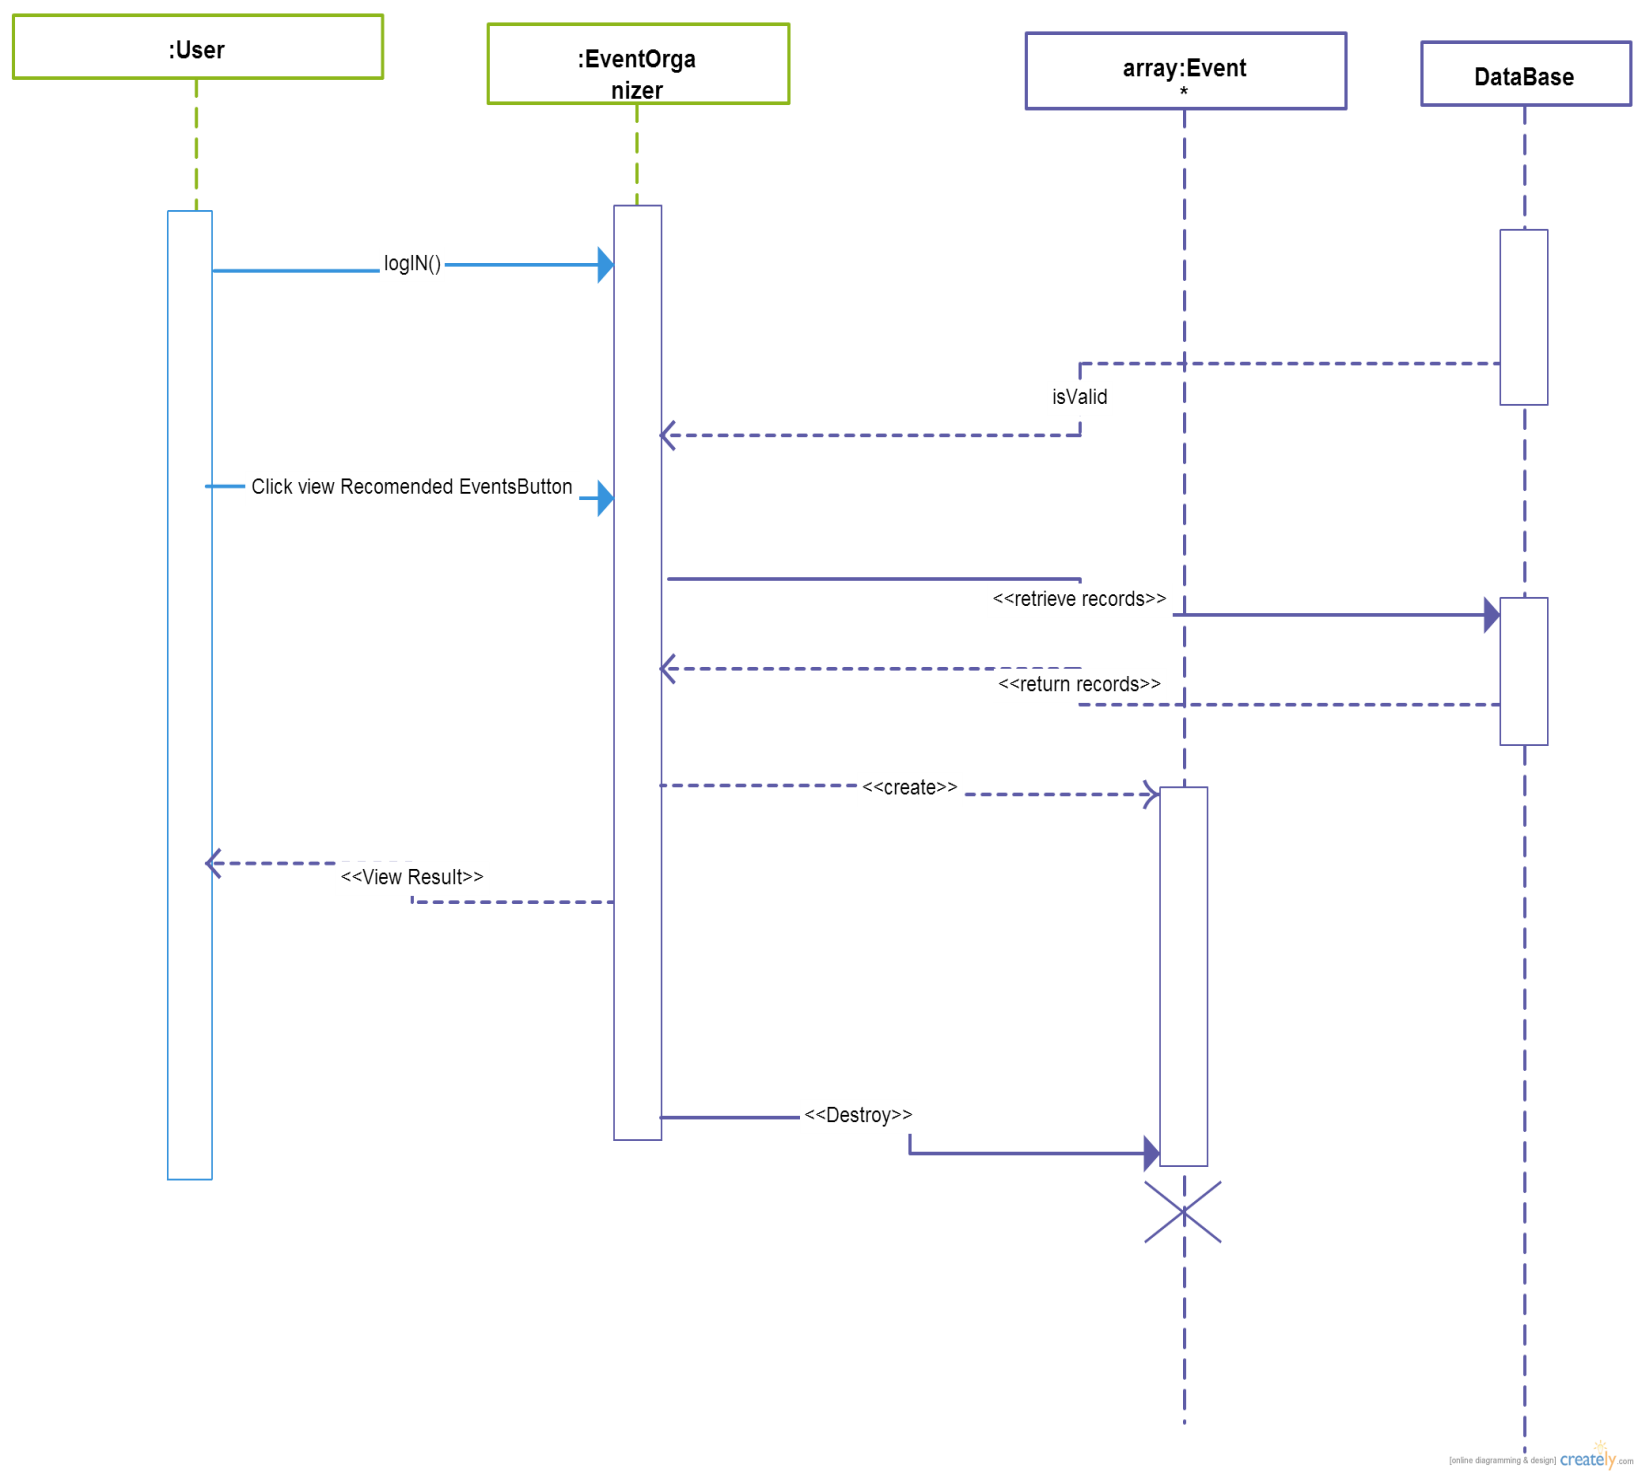 :User
:EventOrga
nizer
array:Event
*
DataBase
logIN()
isValid
Click view Recomended EventsButton
<<retrieve records>>
<<return records>>
<<create>>
<<View Result>>
<<Destroy>>
[online diagramming & design] creately.com